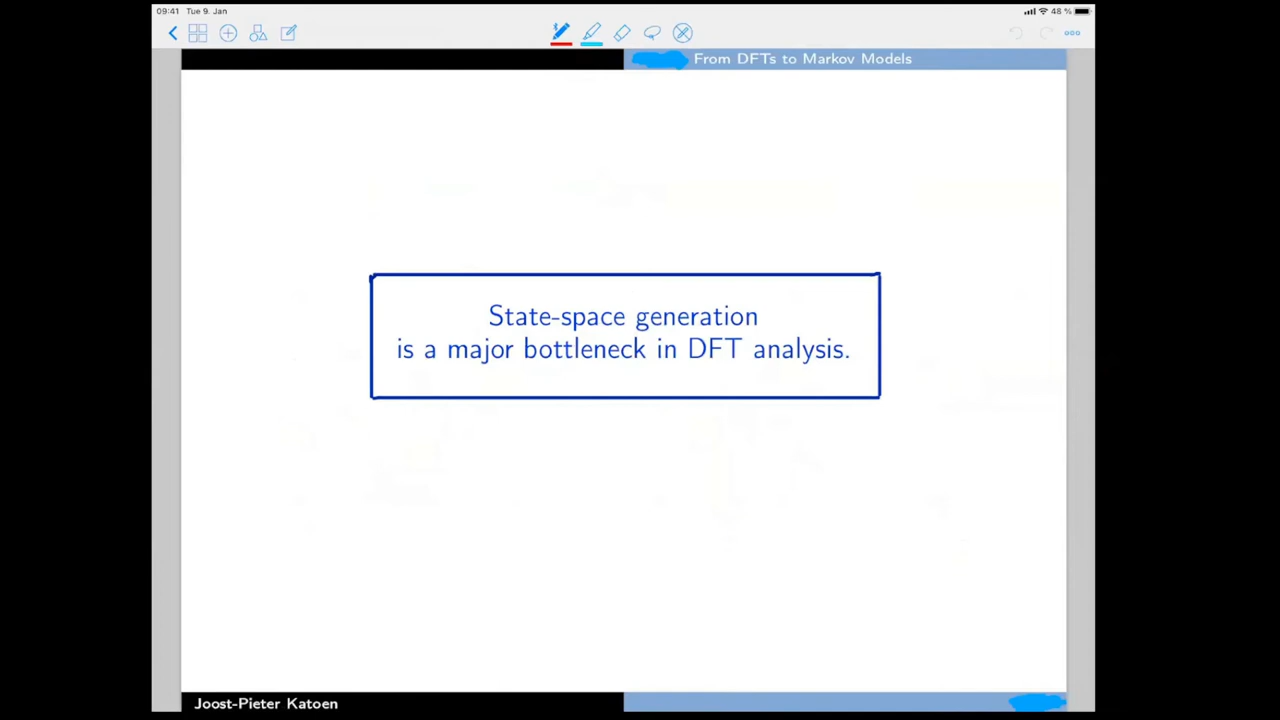 09:41 Tue 9. Jan
48 %
From DFTs to Markov Models
State-space generation
is a major bottleneck in DFT analysis.
Joost-Pieter Katoen